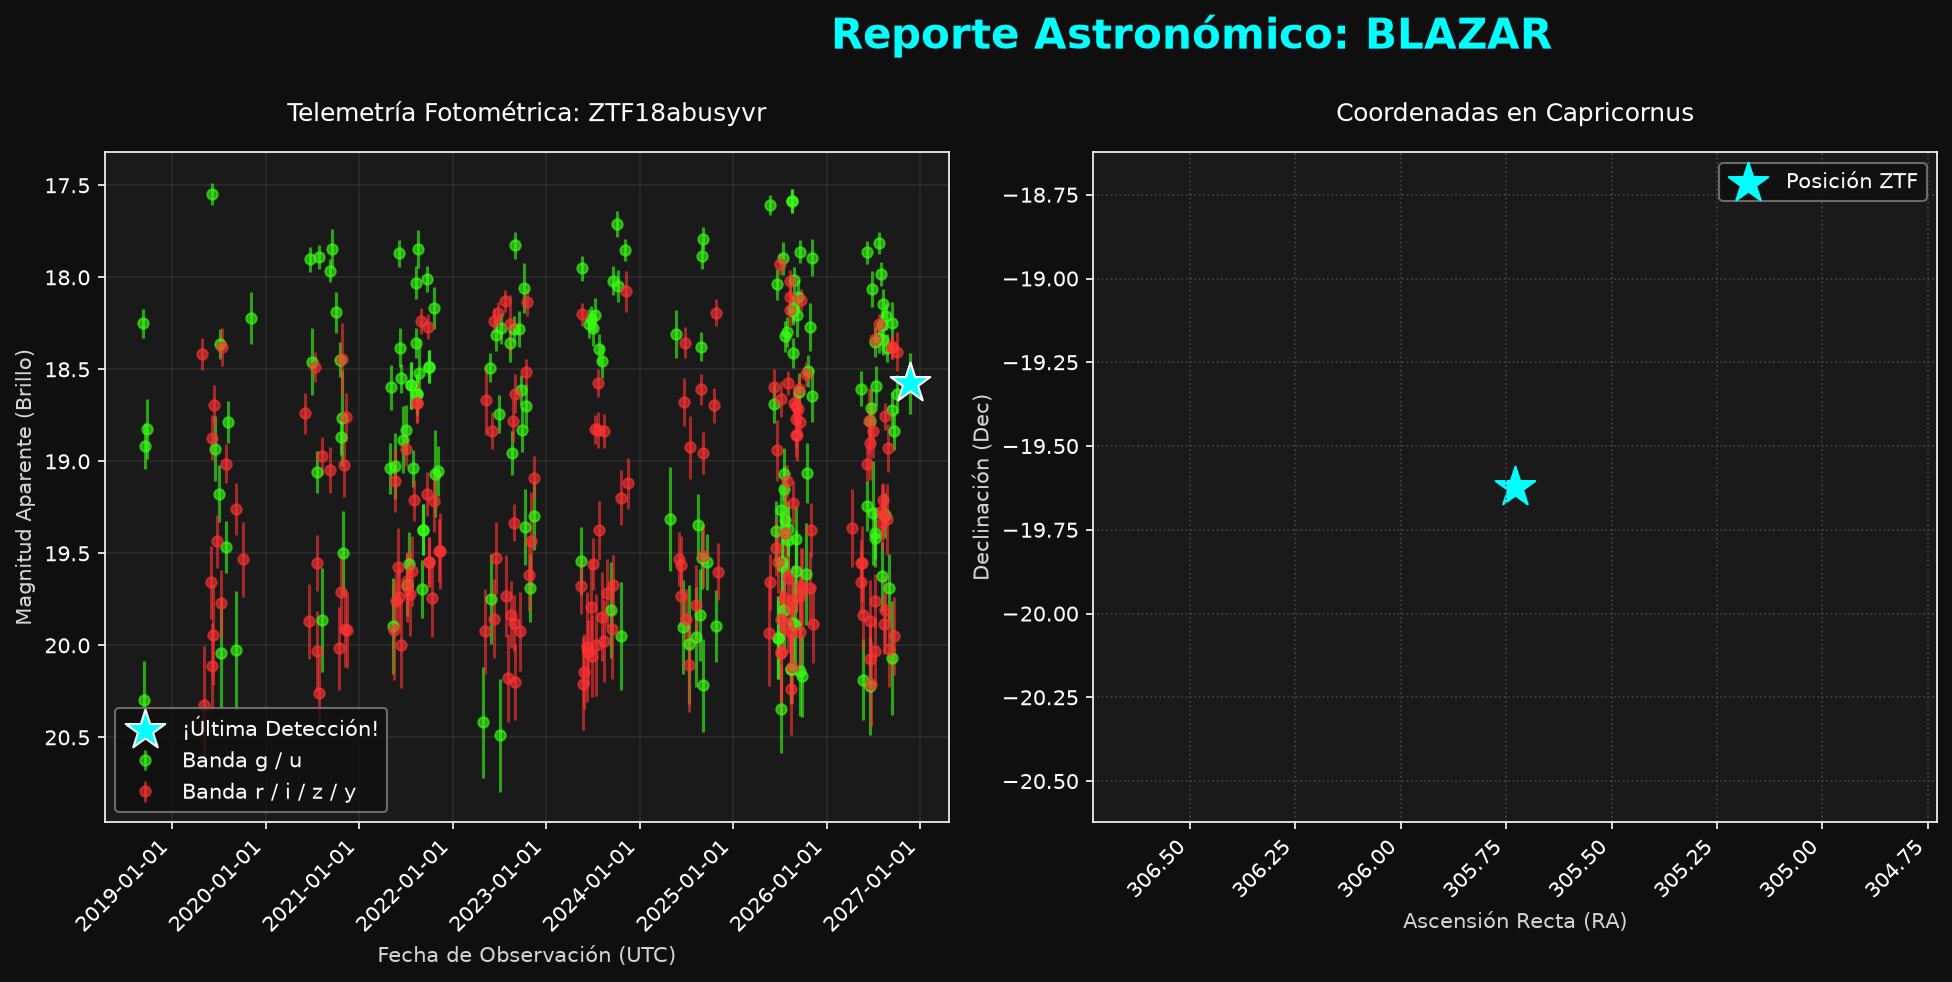 Reporte Astronómico: BLAZAR
Telemetría Fotométrica: ZTF18abusyvr
Magnitud Aparente (Brillo)
17.5
18.0
18.5
19.0
19.5
20.0
20.5
¡Última Detección!
Banda g / u
Banda r / i / z / y
2019-01-01
2020-01-01
2021-01-01
2022-01-01
2023-01-01
2024-01-01
2025-01-01
2026-01-01
2027-01-01
Fecha de Observación (UTC)
Coordenadas en Capricornus
Declinación (Dec)
−18.75
−19.00
−19.25
−19.50
−19.75
−20.00
−20.25
−20.50
Posición ZTF
306.50
306.25
306.00
305.75
305.50
305.25
305.00
304.75
Ascensión Recta (RA)